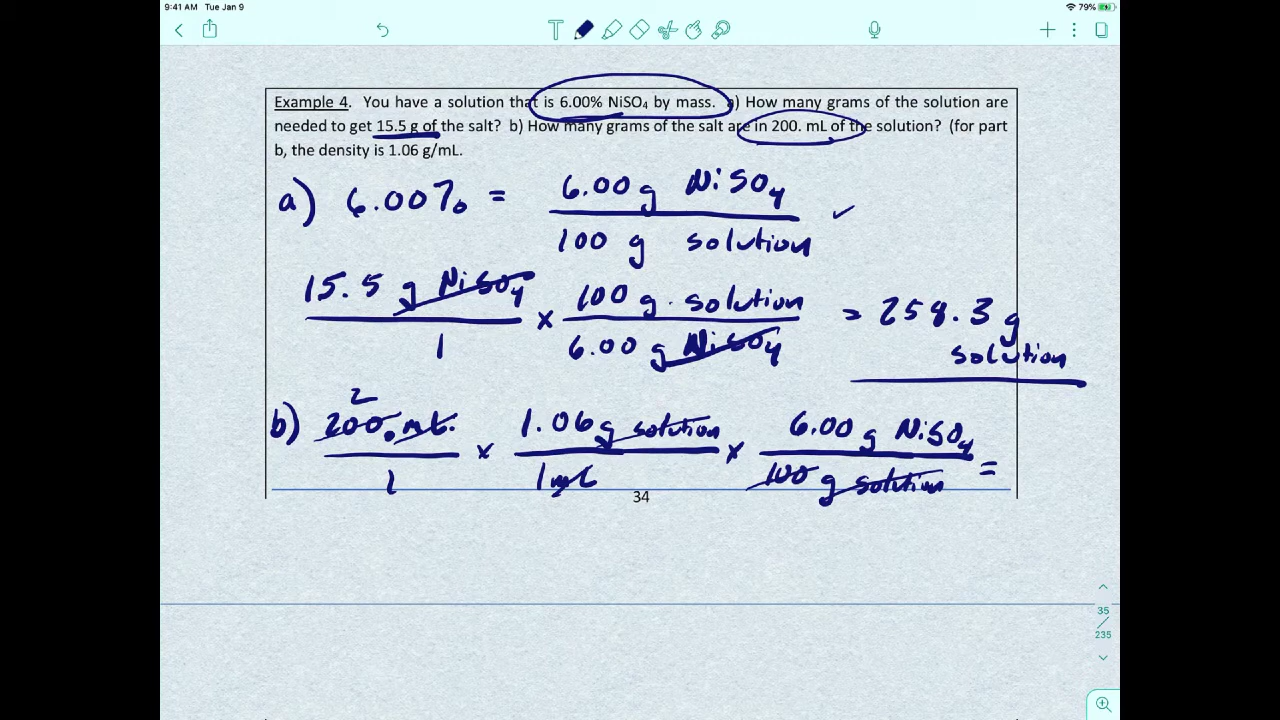 9:41 AM Tue Jan 9
79%
T
Example 4. You have a solution that is 6.00% NiSO₄ by mass. a) How many grams of the solution are
needed to get 15.5 g of the salt? b) How many grams of the salt are in 200. mL of the solution? (for part
b, the density is 1.06 g/mL.
a) 6.00% = 6.00 g NiSO₄ / 100 g solution ✓
15.5 g NiSO₄ / 1 × 100 g solution / 6.00 g NiSO₄ = 258.3 g solution
2
b) 200. mL / 1 × 1.06 g solution / 1 mL × 6.00 g NiSO₄ / 100 g solution =
34
35
/
235